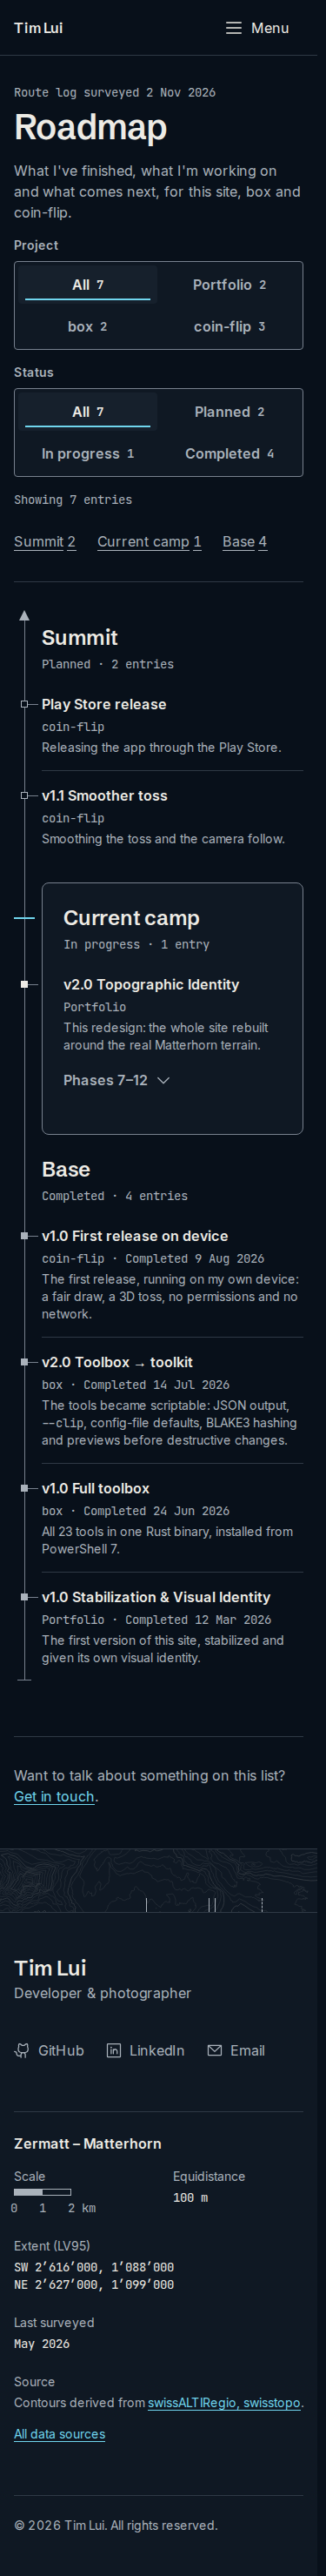 Tim Lui
Menu
Route log surveyed 2 Nov 2026
Roadmap
What I've finished, what I'm working on
and what comes next, for this site, box and
coin-flip.
Project
All 7
Portfolio 2
box 2
coin-flip 3
Status
All 7
Planned 2
In progress 1
Completed 4
Showing 7 entries
Summit 2 Current camp 1 Base 4
Summit
Planned · 2 entries
Play Store release
coin-flip
Releasing the app through the Play Store.
v1.1 Smoother toss
coin-flip
Smoothing the toss and the camera follow.
Current camp
In progress · 1 entry
v2.0 Topographic Identity
Portfolio
This redesign: the whole site rebuilt
around the real Matterhorn terrain.
Phases 7–12
Base
Completed · 4 entries
v1.0 First release on device
coin-flip · Completed 9 Aug 2026
The first release, running on my own device:
a fair draw, a 3D toss, no permissions and no
network.
v2.0 Toolbox → toolkit
box · Completed 14 Jul 2026
The tools became scriptable: JSON output,
--clip, config-file defaults, BLAKE3 hashing
and previews before destructive changes.
v1.0 Full toolbox
box · Completed 24 Jun 2026
All 23 tools in one Rust binary, installed from
PowerShell 7.
v1.0 Stabilization & Visual Identity
Portfolio · Completed 12 Mar 2026
The first version of this site, stabilized and
given its own visual identity.
Want to talk about something on this list?
Get in touch.
Tim Lui
Developer & photographer
GitHub LinkedIn Email
Zermatt – Matterhorn
Scale
0 1 2 km
Equidistance
100 m
Extent (LV95)
SW 2’616’000, 1’088’000
NE 2’627’000, 1’099’000
Last surveyed
May 2026
Source
Contours derived from swissALTIRegio, swisstopo.
All data sources
© 2026 Tim Lui. All rights reserved.